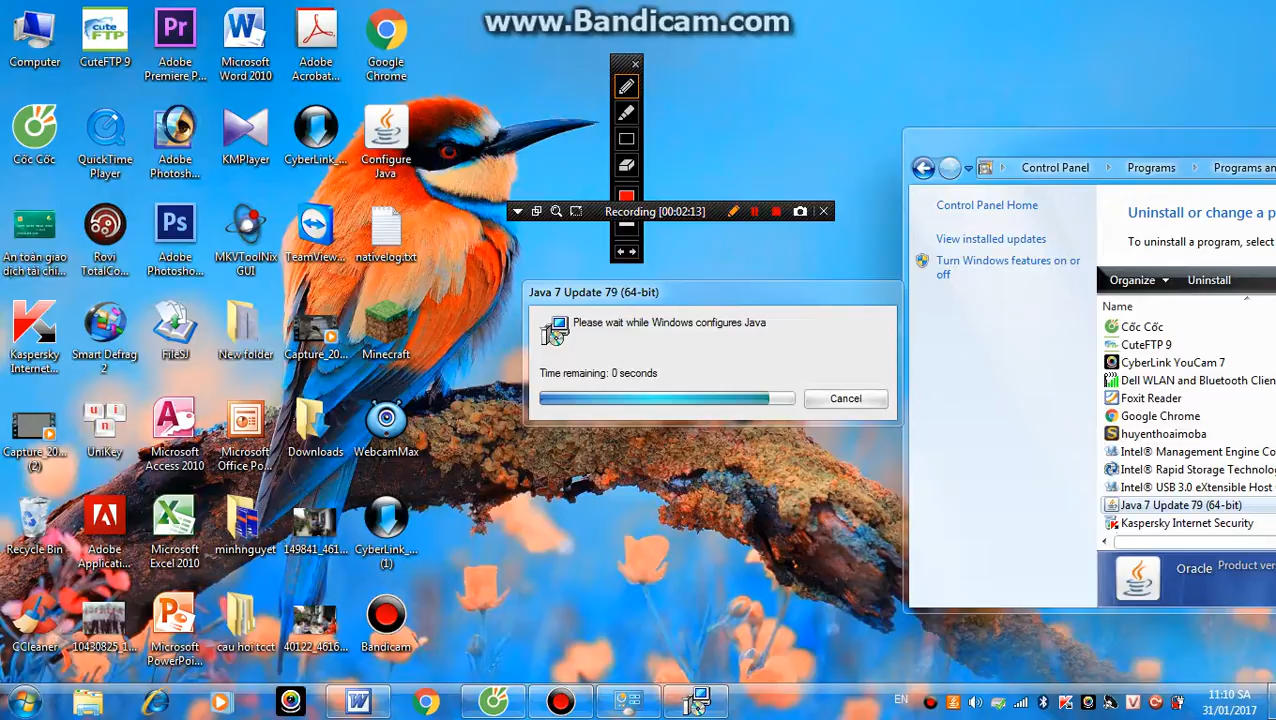 www.Bandicam.com
Computer
CuteFTP 9
Adobe
Premiere P...
Microsoft
Word 2010
Adobe
Acrobat...
Google
Chrome
Cốc Cốc
QuickTime
Player
Adobe
Photosh...
KMPlayer
CyberLink_...
Configure
Java
An toàn giao
dịch tài chí...
Rovi
TotalCo...
Adobe
Photosho...
MKVToolNix
GUI
TeamView...
nativelog.txt
Kaspersky
Internet...
Smart Defrag
2
FileSJ
New folder
Capture_20...
Minecraft
Capture_20...
(2)
UniKey
Microsoft
Access 2010
Microsoft
Office Po...
Downloads
WebcamMax
Recycle Bin
Adobe
Applicati...
Microsoft
Excel 2010
minhnguyet
149841_461...
CyberLink_...
(1)
CCleaner
10430825_1...
Microsoft
PowerPoi...
cau hoi tcct
40122_4616...
Bandicam
Recording [00:02:13]
Java 7 Update 79 (64-bit)
Please wait while Windows configures Java
Time remaining: 0 seconds
Cancel
Control Panel
Programs
Programs an
Control Panel Home
View installed updates
Turn Windows features on or
off
Uninstall or change a p
To uninstall a program, select
Organize
Uninstall
Name
Cốc Cốc
CuteFTP 9
CyberLink YouCam 7
Dell WLAN and Bluetooth Clien
Foxit Reader
Google Chrome
huyenthoaimoba
Intel® Management Engine Co
Intel® Rapid Storage Technolo
Intel® USB 3.0 eXtensible Host
Java 7 Update 79 (64-bit)
Kaspersky Internet Security
Oracle Product ver
EN
11:10 SA
31/01/2017